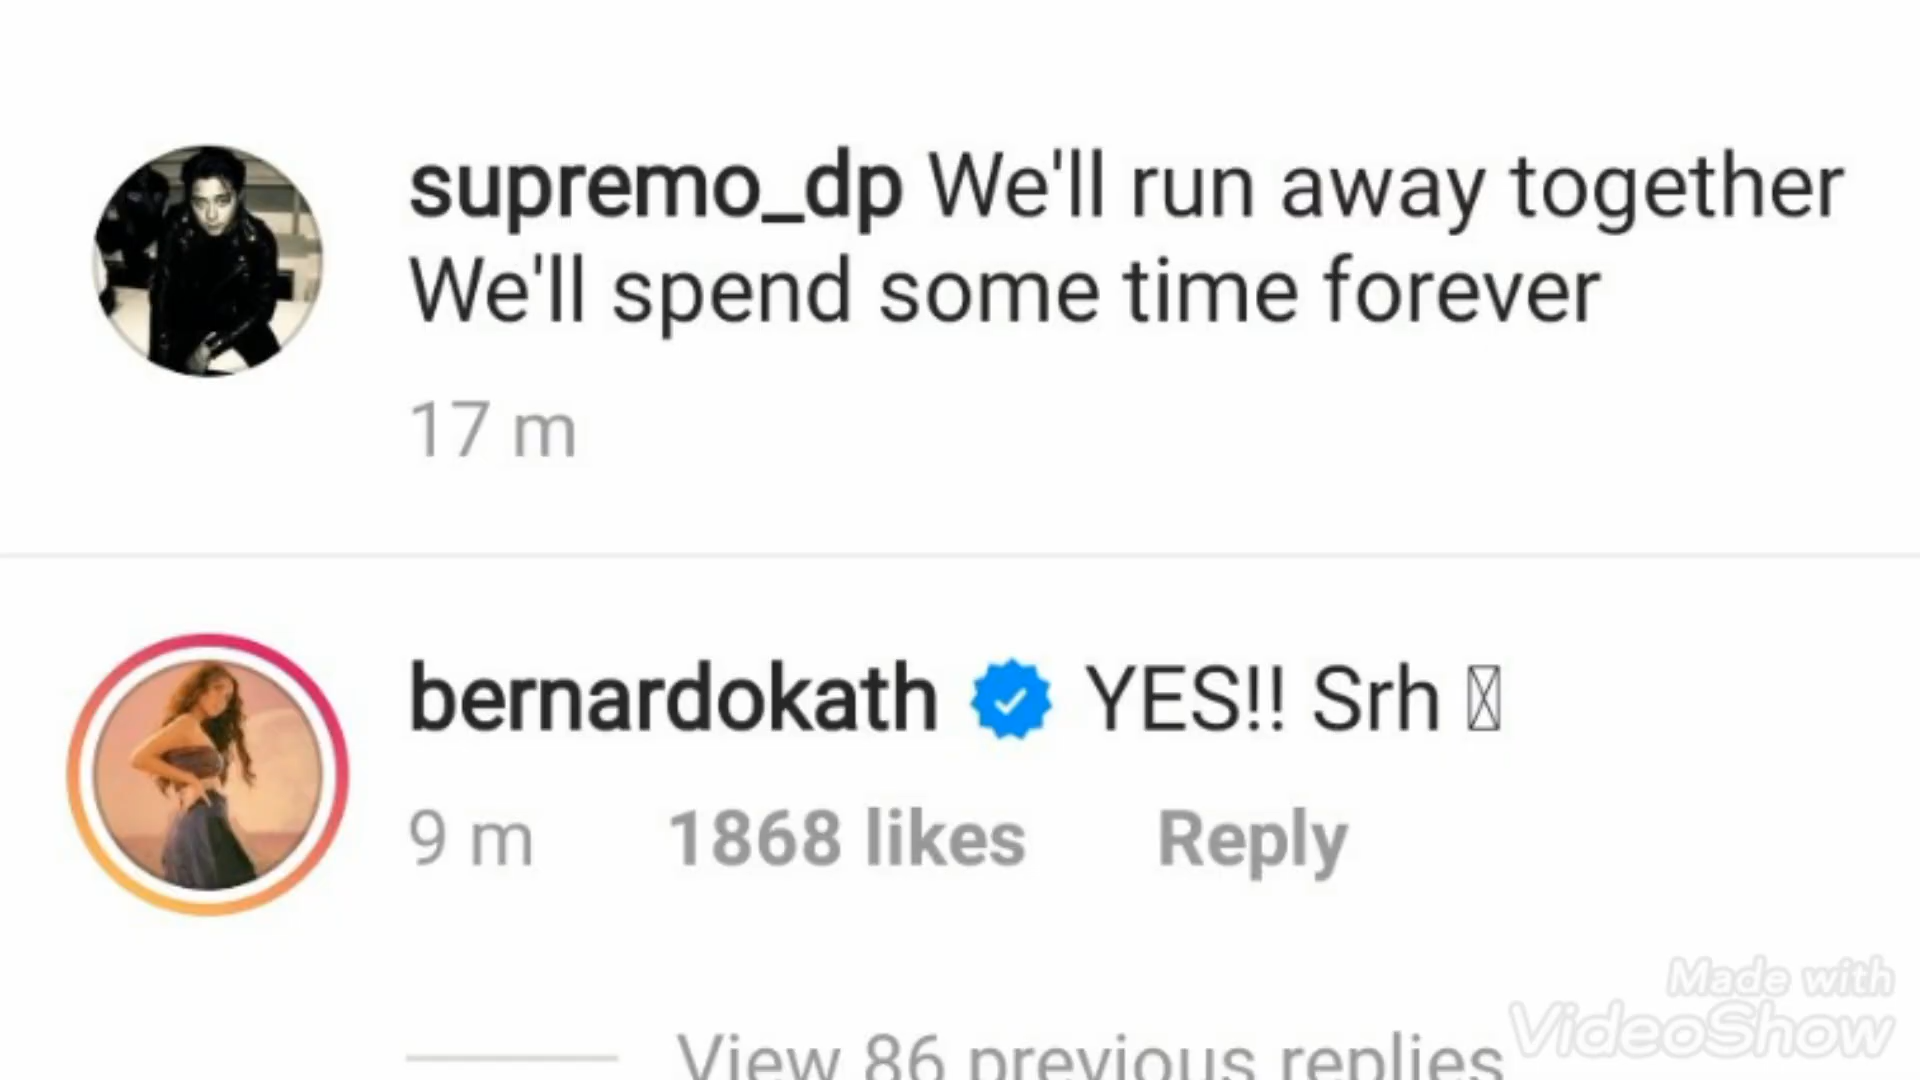 supremo_dp We'll run away together
We'll spend some time forever
17 m
bernardokath YES!! Srh
9 m 1868 likes Reply
View 86 previous replies
Made with
VideoShow